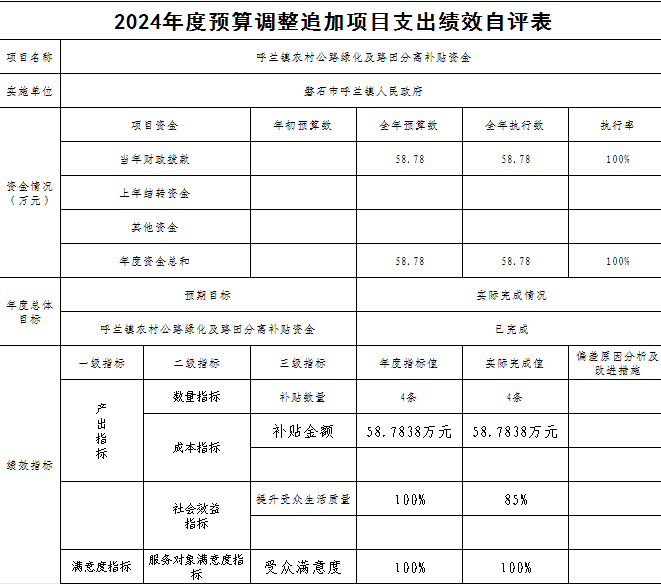 2024年度预算调整追加项目支出绩效自评表
项目名称 呼兰镇农村公路绿化及路田分离补贴资金
实施单位 磐石市呼兰镇人民政府
资金情况
（万元）
项目资金 年初预算数 全年预算数 全年执行数 执行率
当年财政拨款 58.78 58.78 100%
上年结转资金
其他资金
年度资金总和 58.78 58.78 100%
年度总体
目标
预期目标 实际完成情况
呼兰镇农村公路绿化及路田分离补贴资金 已完成
绩效指标
一级指标 二级指标 三级指标 年度指标值 实际完成值 偏差原因分析及
改进措施
产
出
指
标
数量指标 补贴数量 4条 4条
成本指标 补贴金额 58.7838万元 58.7838万元
社会效益
指标
提升受众生活质量 100% 85%
满意度指标 服务对象满意度指
标
受众满意度 100% 100%